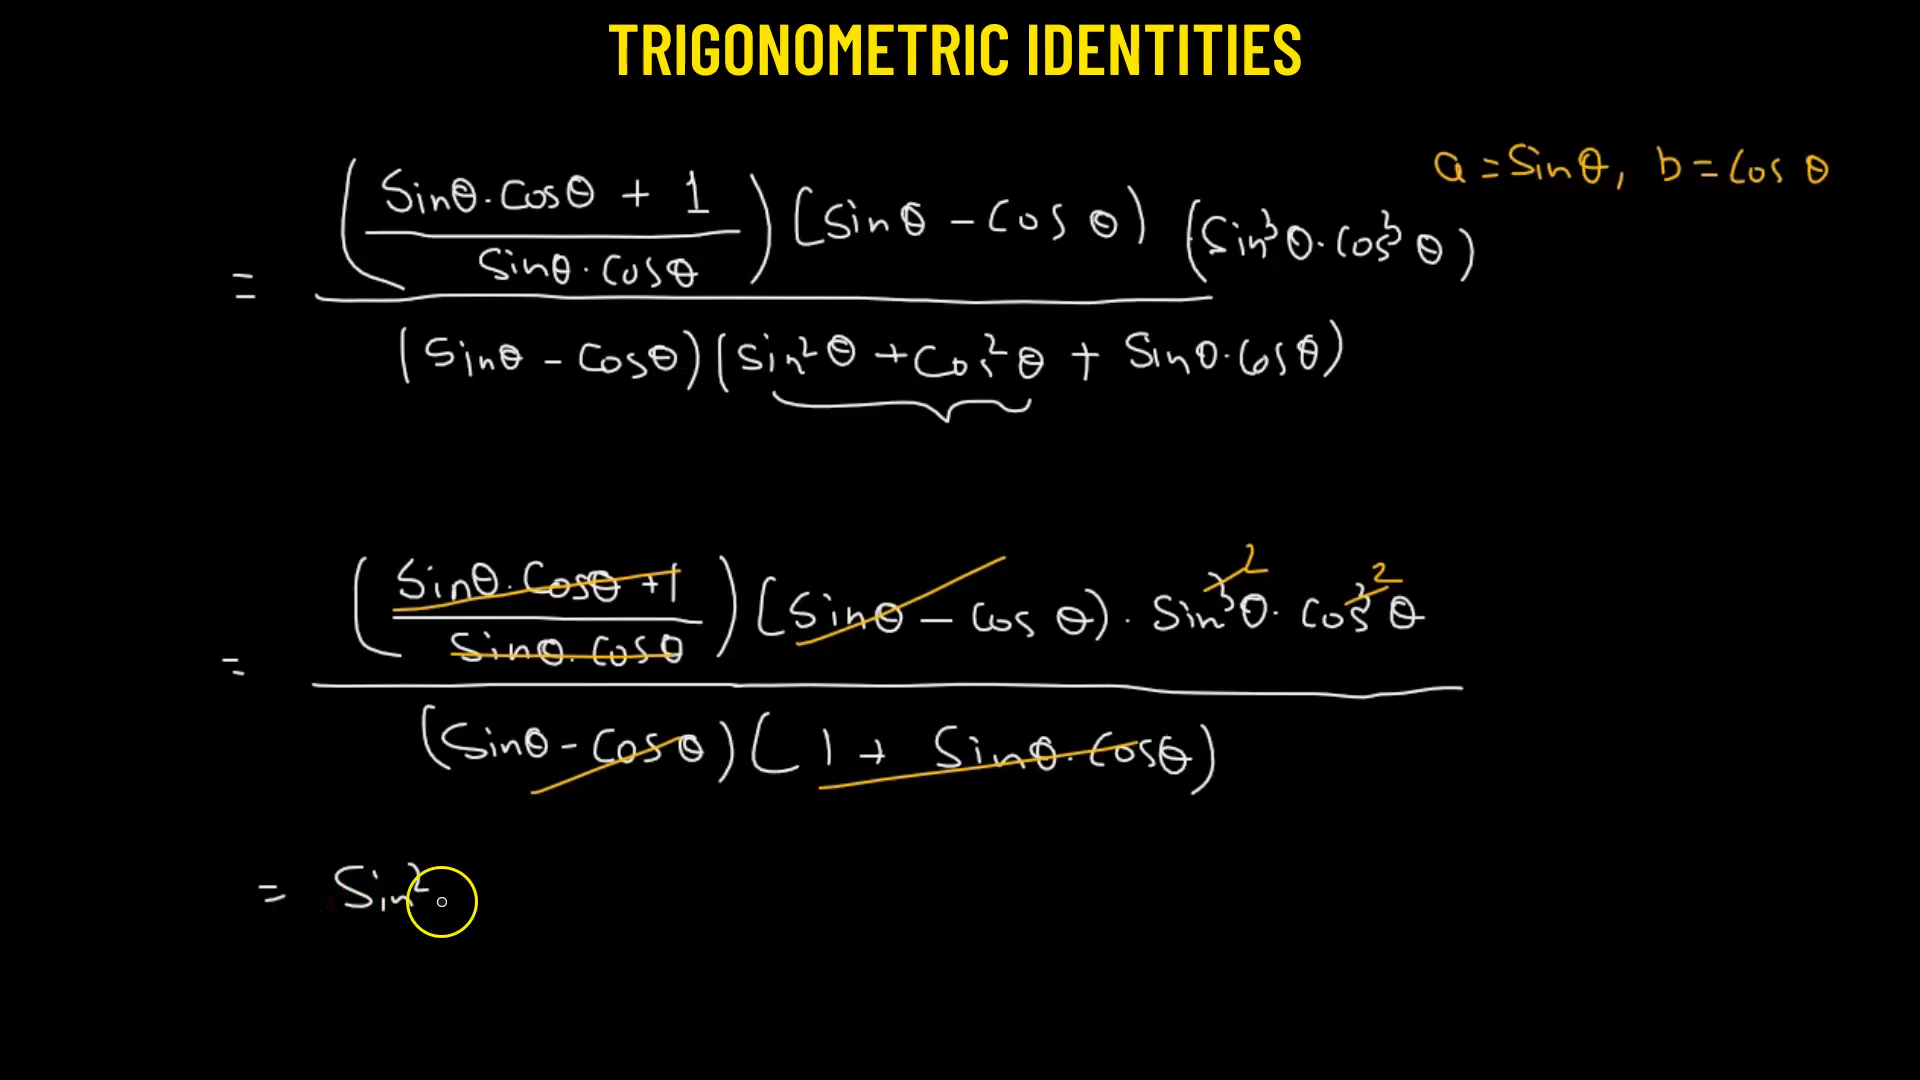 TRIGONOMETRIC IDENTITIES
a = Sinθ, b = Cos θ
(Sinθ.Cosθ + 1 / Sinθ.Cosθ) (Sinθ - Cos θ) (Sin³θ.Cos³θ)
=
(Sinθ - Cosθ)(Sin²θ + Cos²θ + Sinθ.Cosθ)
2 2
(Sinθ.Cosθ + 1 / Sinθ.Cosθ) (Sinθ - Cos θ) . Sin³θ. Cos³θ
=
(Sinθ - Cosθ)(1 + Sinθ.Cosθ)
= Sin²